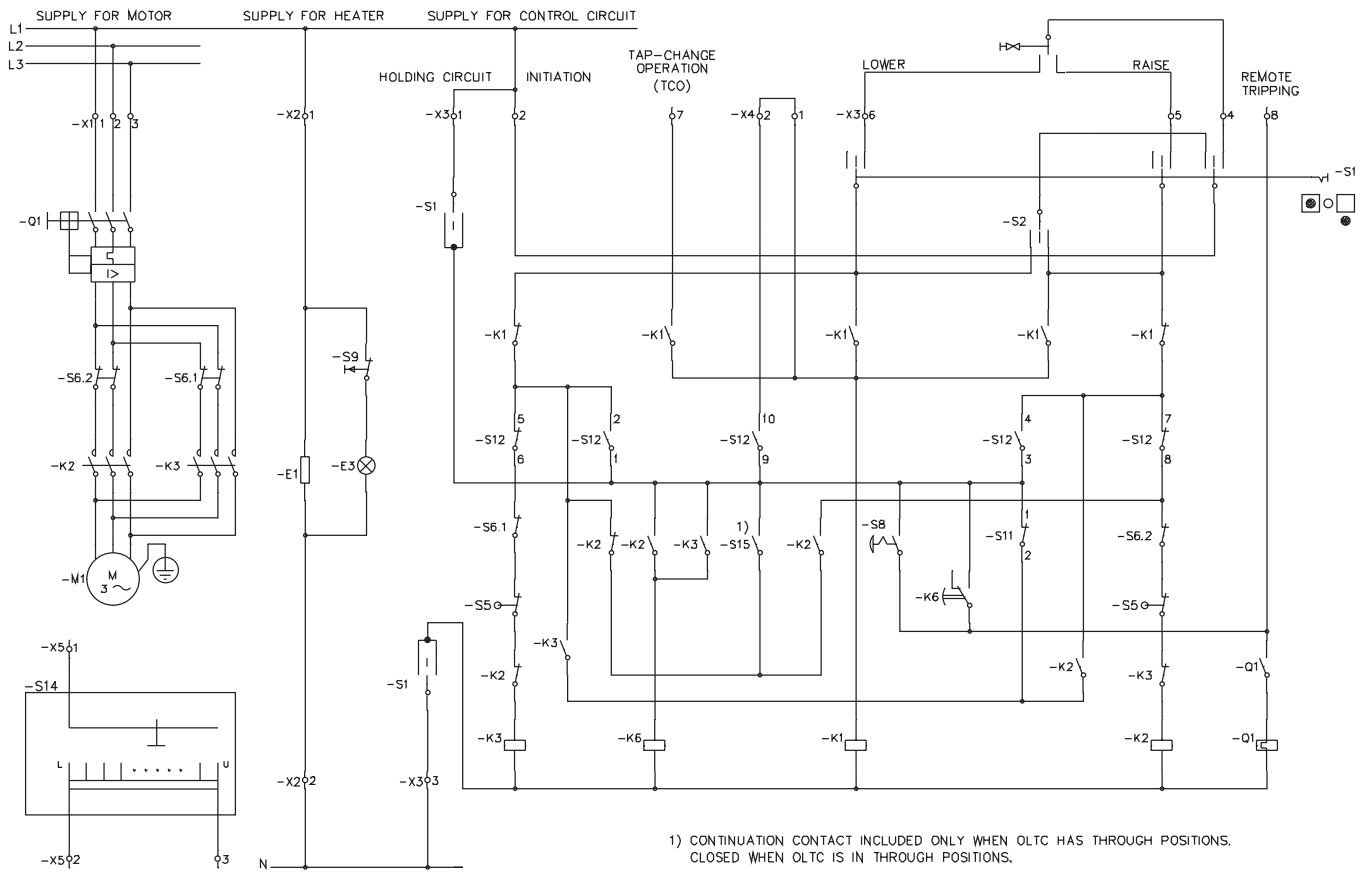 SUPPLY FOR MOTOR
SUPPLY FOR HEATER
SUPPLY FOR CONTROL CIRCUIT
L1
L2
L3
HOLDING CIRCUIT
INITIATION
TAP-CHANGE
OPERATION
(TCO)
LOWER
RAISE
REMOTE
TRIPPING
-X1 1 2 3
-X2 1
-X3 1 2
7
-X4 2 1
-X3 6
5
4
8
-S1
-S1
-S2
-Q1
I>
-K1
-K1
-K1
-K1
-K1
-S9
-S6.2
-S6.1
5
2
10
4
7
-S12
-S12
-S12
-S12
-S12
6
1
9
3
8
-K2
-K3
-E1
-E3
-S6.1
-K2
-K2
-K3
1)
-S15
-K2
-S8
1
-S11
2
-S6.2
-M1
M
3 ~
-S5
-K6
-S5
-K3
-K2
-Q1
-X5 1
-S14
-S1
-K2
-K3
L
U
-K3
-K6
-K1
-K2
-Q1
-X2 2
-X3 3
-X5 2
3
N
1) CONTINUATION CONTACT INCLUDED ONLY WHEN OLTC HAS THROUGH POSITIONS.
CLOSED WHEN OLTC IS IN THROUGH POSITIONS.